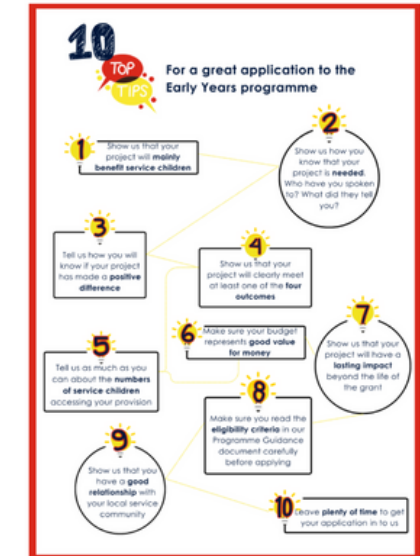 10
TOP
TIPS
For a great application to the
Early Years programme
1
Show us that your
project will mainly
benefit service children
2
Show us how you
know that your
project is needed.
Who have you spoken
to? What did they tell
you?
3
Tell us how you will
know if your project
has made a positive
difference
4
Show us that your
project will clearly meet
at least one of the four
outcomes
5
Tell us as much as you
can about the numbers
of service children
accessing your provision
6
Make sure your budget
represents good value
for money
7
Show us that your
project will have a
lasting impact
beyond the life of
the grant
8
Make sure you read the
eligibility criteria in our
Programme Guidance
document carefully
before applying
9
Show us that you
have a good
relationship with
your local service
community
10
Leave plenty of time to get
your application in to us